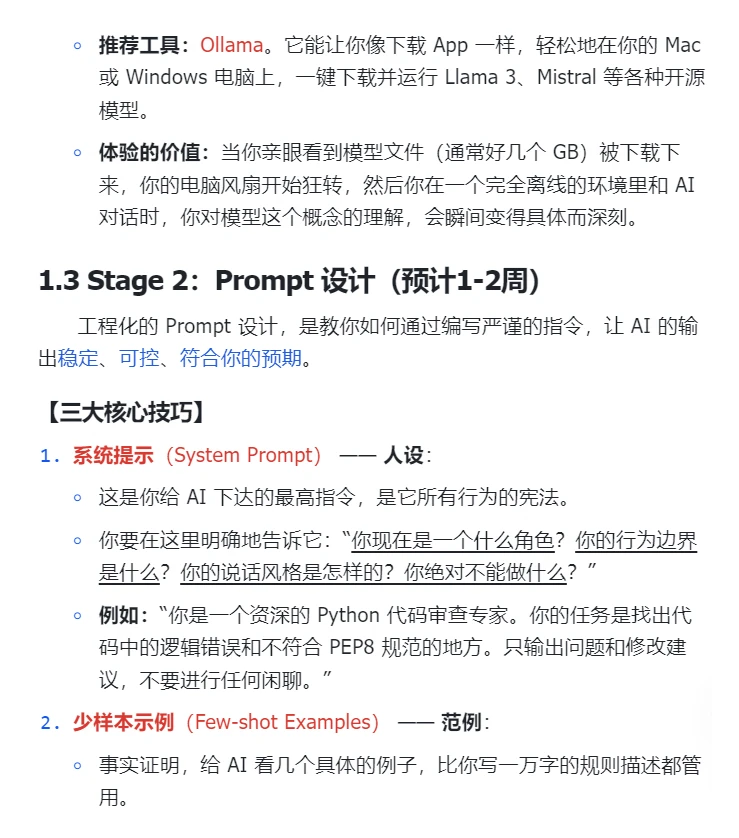 推荐工具：Ollama。它能让你像下载 App 一样，轻松地在你的 Mac
或 Windows 电脑上，一键下载并运行 Llama 3、Mistral 等各种开源
模型。
体验的价值：当你亲眼看到模型文件（通常好几个 GB）被下载下
来，你的电脑风扇开始狂转，然后你在一个完全离线的环境里和 AI
对话时，你对模型这个概念的理解，会瞬间变得具体而深刻。
1.3 Stage 2：Prompt 设计（预计1-2周）
工程化的 Prompt 设计，是教你如何通过编写严谨的指令，让 AI 的输
出稳定、可控、符合你的预期。
【三大核心技巧】
1. 系统提示（System Prompt） —— 人设：
这是你给 AI 下达的最高指令，是它所有行为的宪法。
你要在这里明确地告诉它：“你现在是一个什么角色？你的行为边界
是什么？你的说话风格是怎样的？你绝对不能做什么？”
例如：“你是一个资深的 Python 代码审查专家。你的任务是找出代
码中的逻辑错误和不符合 PEP8 规范的地方。只输出问题和修改建
议，不要进行任何闲聊。”
2. 少样本示例（Few-shot Examples） —— 范例：
事实证明，给 AI 看几个具体的例子，比你写一万字的规则描述都管
用。